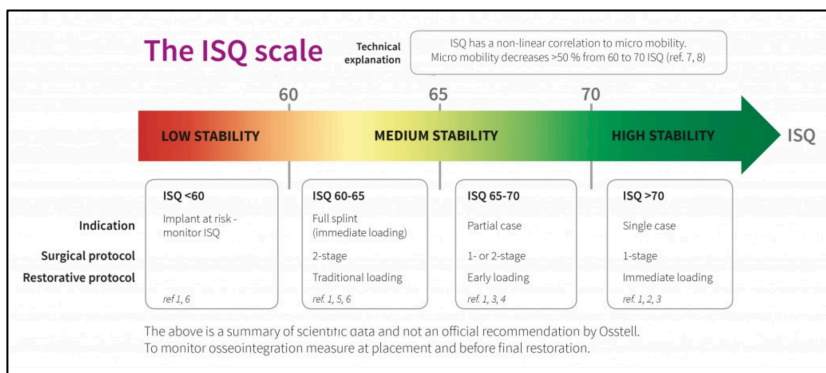 The ISQ scale
Technical explanation
ISQ has a non-linear correlation to micro mobility.
Micro mobility decreases >50 % from 60 to 70 ISQ (ref. 7, 8)
60 65 70
LOW STABILITY MEDIUM STABILITY HIGH STABILITY ISQ
ISQ <60 ISQ 60-65 ISQ 65-70 ISQ >70
Indication Implant at risk - monitor ISQ Full splint (immediate loading) Partial case Single case
Surgical protocol 2-stage 1- or 2-stage 1-stage
Restorative protocol Traditional loading Early loading Immediate loading
ref 1, 6 ref. 1, 5, 6 ref. 1, 3, 4 ref. 1, 2, 3
The above is a summary of scientific data and not an official recommendation by Osstell.
To monitor osseointegration measure at placement and before final restoration.